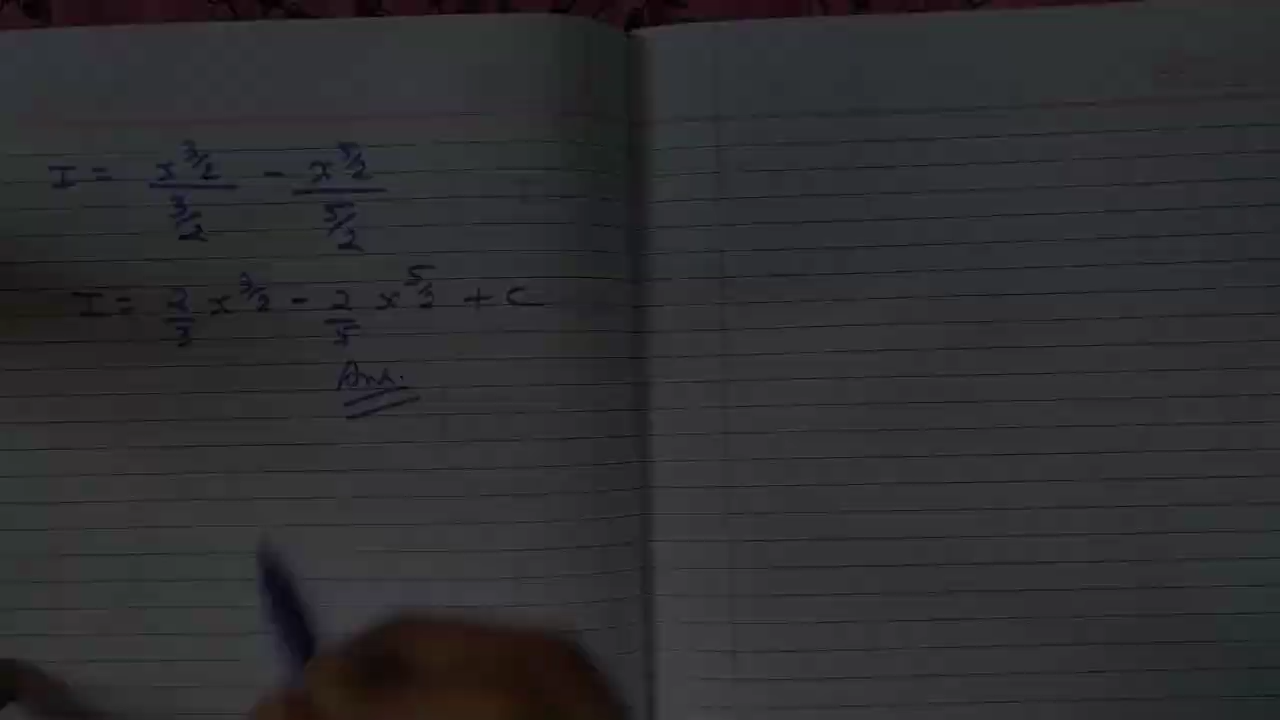 I = x^3/2 / 3/2 - x^5/2 / 5/2
I = 2/3 x^3/2 - 2/5 x^5/2 + C
Ans.